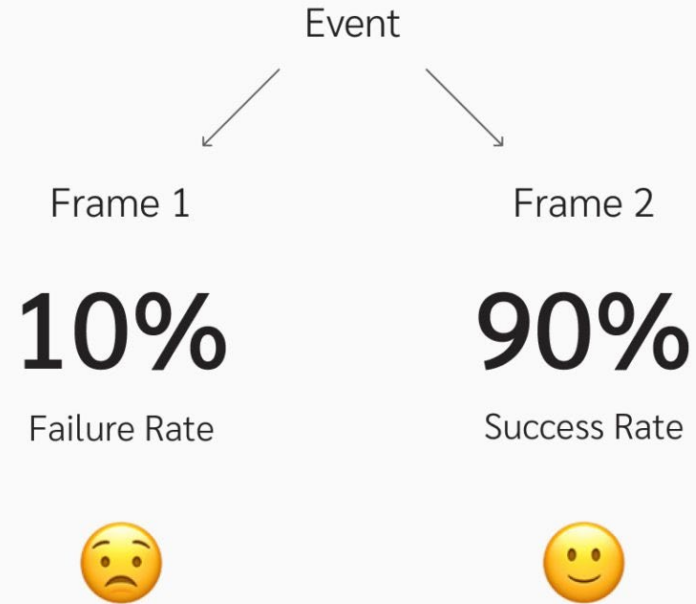 Event
Frame 1
Frame 2
10%
90%
Failure Rate
Success Rate